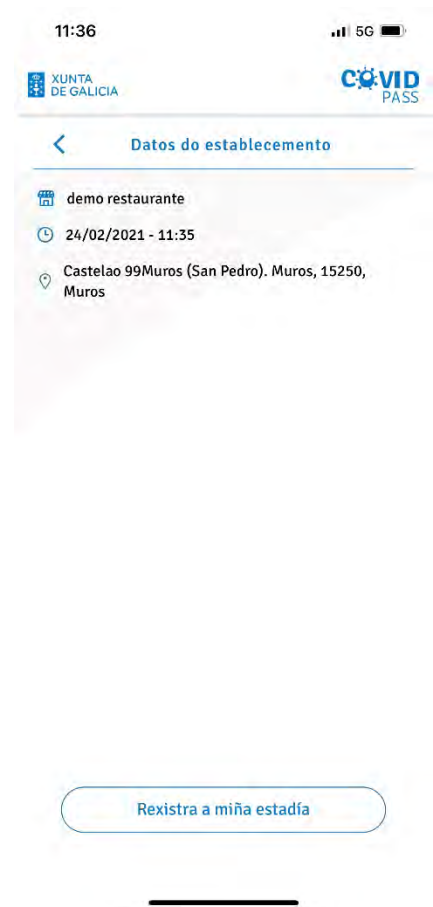 11:36
5G
XUNTA
DE GALICIA
COVID
PASS
Datos do establecemento
demo restaurante
24/02/2021 - 11:35
Castelao 99Muros (San Pedro). Muros, 15250,
Muros
Rexistra a miña estadía